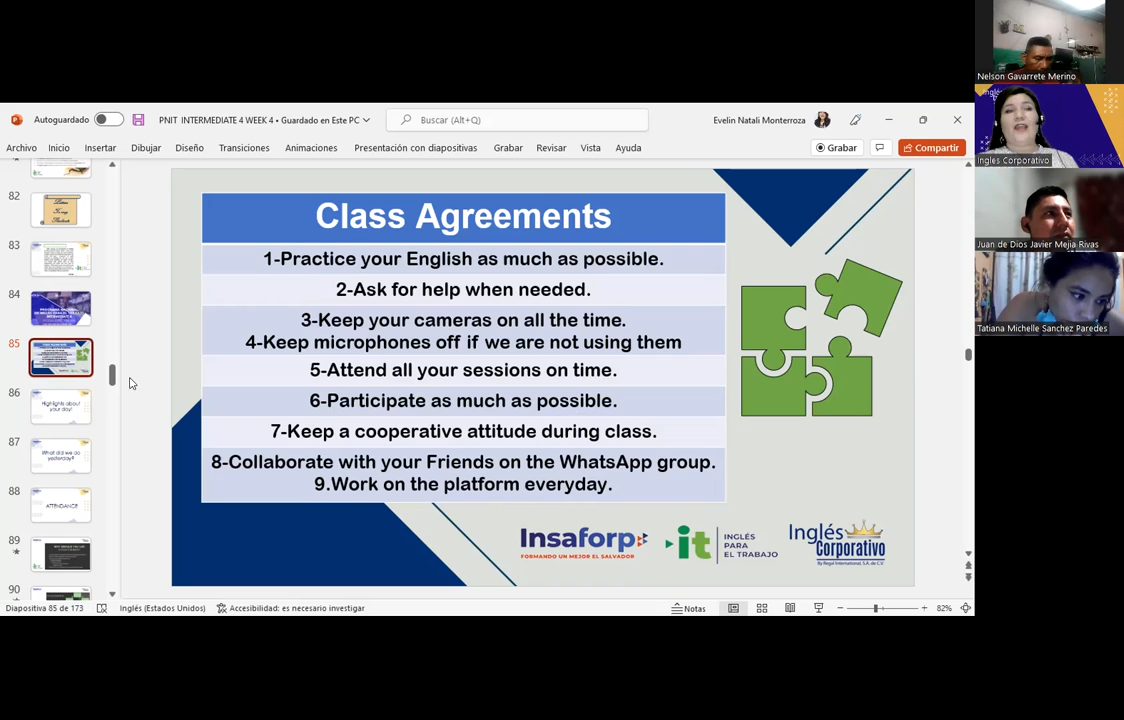 Autoguardado
PNIT INTERMEDIATE 4 WEEK 4 • Guardado en Este PC
Buscar (Alt+Q)
Evelin Natali Monterroza
Archivo Inicio Insertar Dibujar Diseño Transiciones Animaciones Presentación con diapositivas Grabar Revisar Vista Ayuda
Grabar
Compartir
82
83
84
85
86
Highlights about
your day!
87
What did we do
yesterday?
88
ATTENDANCE
89
90
Class Agreements
1-Practice your English as much as possible.
2-Ask for help when needed.
3-Keep your cameras on all the time.
4-Keep microphones off if we are not using them
5-Attend all your sessions on time.
6-Participate as much as possible.
7-Keep a cooperative attitude during class.
8-Collaborate with your Friends on the WhatsApp group.
9.Work on the platform everyday.
Insaforp
FORMANDO UN MEJOR EL SALVADOR
it
INGLÉS
PARA
EL TRABAJO
Inglés
Corporativo
By Regal International, S.A. de C.V.
Diapositiva 85 de 173
Inglés (Estados Unidos)
Accesibilidad: es necesario investigar
Notas
82%
Nelson Gavarrete Merino
Ingles Corporativo
Juan de Dios Javier Mejia Rivas
Tatiana Michelle Sanchez Paredes